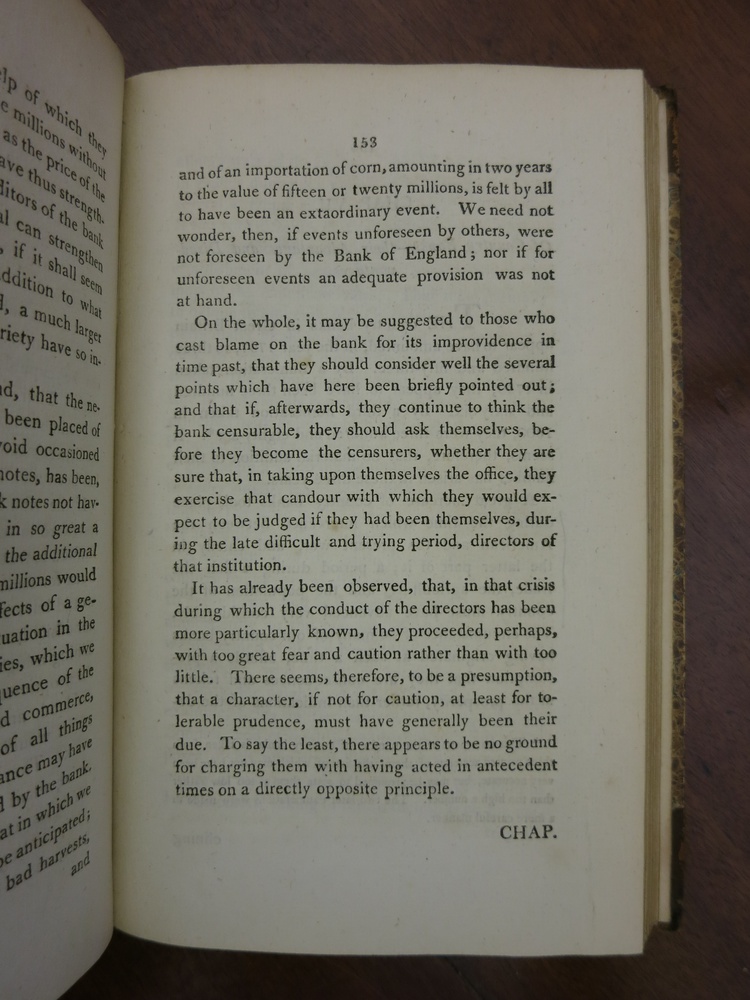 lp of which they
e millions without
as the price of the
ave thus strength-
ditors of the bank
al can strengthen
, if it shall seem
ddition to what
d, a much larger
riety have so in-
nd, that the ne-
been placed of
void occasioned
notes, has been,
k notes not hav-
in so great a
the additional
millions would
fects of a ge-
uation in the
ies, which we
quence of the
d commerce,
of all things
ance may have
d by the bank.
at in which we
be anticipated;
bad harvests,
and
153
and of an importation of corn, amounting in two years
to the value of fifteen or twenty millions, is felt by all
to have been an extaordinary event. We need not
wonder, then, if events unforeseen by others, were
not foreseen by the Bank of England; nor if for
unforeseen events an adequate provision was not
at hand.
On the whole, it may be suggested to those who
cast blame on the bank for its improvidence in
time past, that they should consider well the several
points which have here been briefly pointed out;
and that if, afterwards, they continue to think the
bank censurable, they should ask themselves, be-
fore they become the censurers, whether they are
sure that, in taking upon themselves the office, they
exercise that candour with which they would ex-
pect to be judged if they had been themselves, dur-
ing the late difficult and trying period, directors of
that institution.
It has already been observed, that, in that crisis
during which the conduct of the directors has been
more particularly known, they proceeded, perhaps,
with too great fear and caution rather than with too
little. There seems, therefore, to be a presumption,
that a character, if not for caution, at least for to-
lerable prudence, must have generally been their
due. To say the least, there appears to be no ground
for charging them with having acted in antecedent
times on a directly opposite principle.
CHAP.